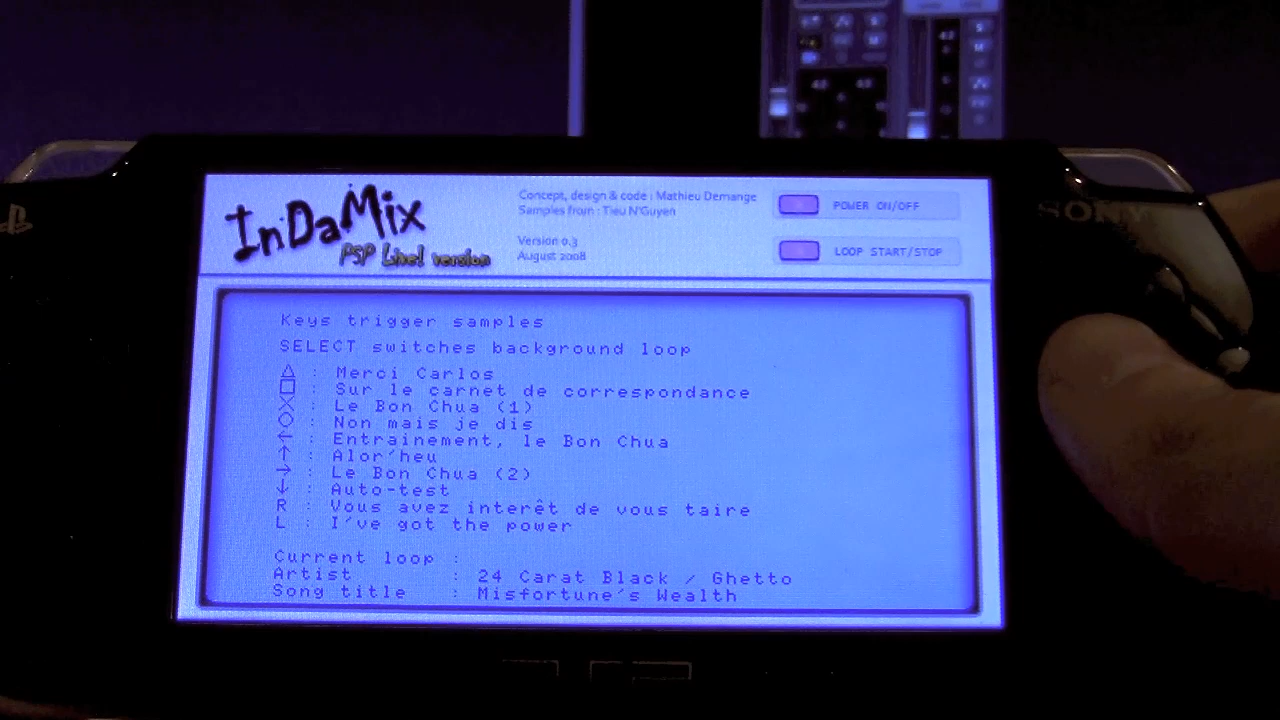 InDaMix
PSP Live! version
Concept, design & code : Mathieu Demange
Samples from : Tieu N'Guyen
Version 0.3
August 2008
POWER ON/OFF
LOOP START/STOP
SONY
Keys trigger samples
SELECT switches background loop
△ : Merci Carlos
□ : Sur le carnet de correspondance
X : Le Bon Chua (1)
○ : Non mais je dis
← : Entrainement, le Bon Chua
↑ : Alor'heu
→ : Le Bon Chua (2)
↓ : Auto-test
R : Vous avez interêt de vous taire
L : I've got the power
Current loop :
Artist : 24 Carat Black / Ghetto
Song title : Misfortune's Wealth